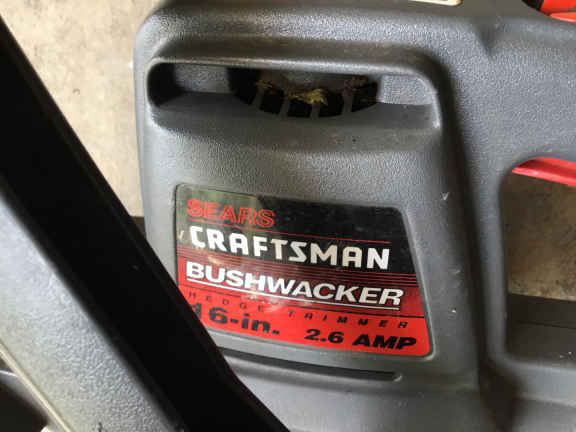 SEARS
CRAFTSMAN
BUSHWACKER
HEDGE TRIMMER
16-in. 2.6 AMP